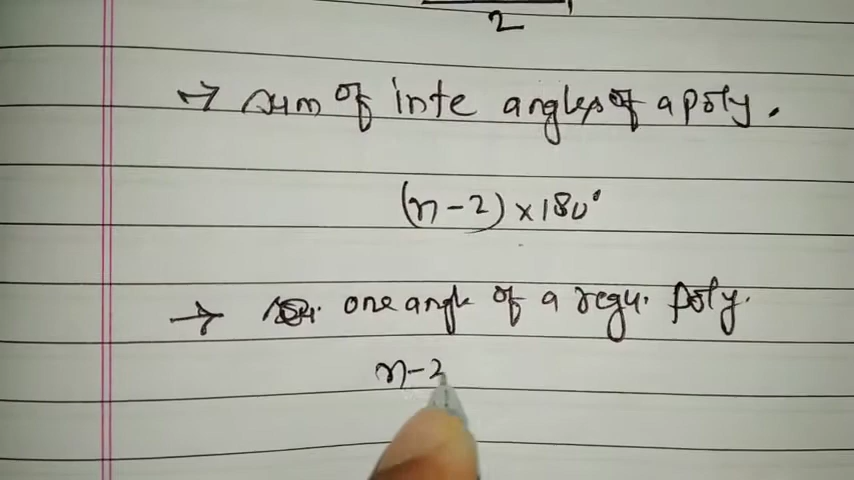 2
→ sum of inte angles of a poly.
(n-2) × 180°
→ one angle of a regu. poly.
n-2